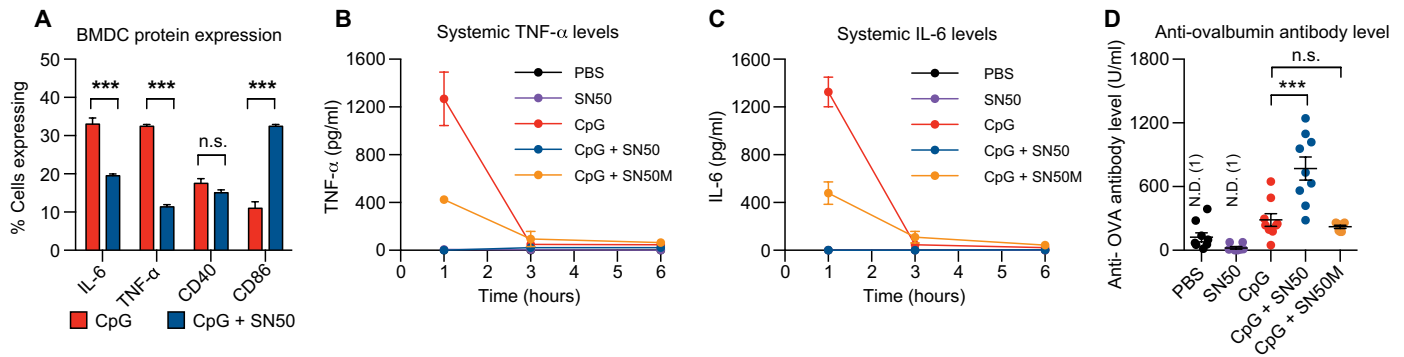 A
BMDC protein expression
% Cells expressing
50
40
30
20
10
0
***
***
n.s.
***
IL-6
TNF-α
CD40
CD86
CpG
CpG + SN50
B
Systemic TNF-α levels
TNF-α (pg/ml)
1600
1200
800
400
0
0
1
2
3
4
5
6
Time (hours)
PBS
SN50
CpG
CpG + SN50
CpG + SN50M
C
Systemic IL-6 levels
IL-6 (pg/ml)
1600
1200
800
400
0
0
1
2
3
4
5
6
Time (hours)
PBS
SN50
CpG
CpG + SN50
CpG + SN50M
D
Anti-ovalbumin antibody level
Anti- OVA antibody level (U/ml)
1800
1200
600
0
n.s.
***
N.D. (1)
N.D. (1)
PBS
SN50
CpG
CpG + SN50
CpG + SN50M